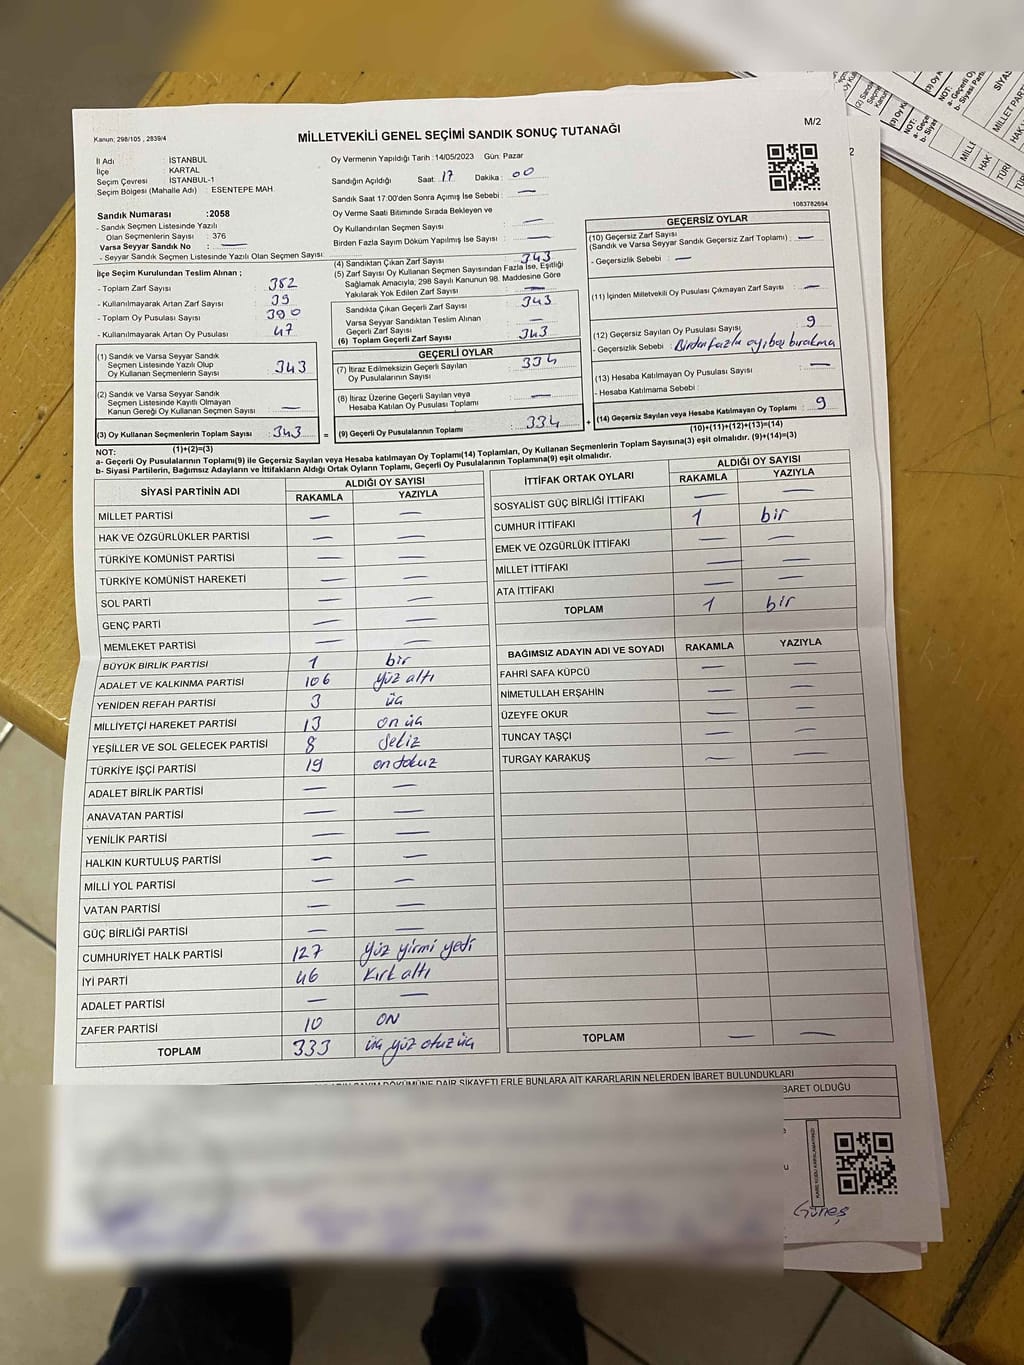 Kanun: 298/105 , 2839/4
MİLLETVEKİLİ GENEL SEÇİMİ SANDIK SONUÇ TUTANAĞI
M/2
İl Adı : İSTANBUL
İlçe : KARTAL
Seçim Çevresi : İSTANBUL-1
Seçim Bölgesi (Mahalle Adı) : ESENTEPE MAH.
Sandık Numarası :2058
- Sandık Seçmen Listesinde Yazılı
Olan Seçmenlerin Sayısı : 376
Varsa Seyyar Sandık No : —
- Seyyar Sandık Seçmen Listesinde Yazılı Olan Seçmen Sayısı:
Oy Vermenin Yapıldığı Tarih : 14/05/2023 Gün: Pazar
Sandığın Açıldığı Saat: 17 Dakika : 00
Sandık Saat 17:00'den Sonra Açımış İse Sebebi : —
Oy Verme Saati Bitiminde Sırada Bekleyen ve
Oy Kullandırılan Seçmen Sayısı : —
Birden Fazla Sayım Döküm Yapılmış İse Sayısı : —
1083782694
İlçe Seçim Kurulundan Teslim Alınan ;
- Toplam Zarf Sayısı : 382
- Kullanılmayarak Artan Zarf Sayısı : 39
- Toplam Oy Pusulası Sayısı : 390
- Kullanılmayarak Artan Oy Pusulası : 47
(1) Sandık ve Varsa Seyyar Sandık
Seçmen Listesinde Yazılı Olup
Oy Kullanan Seçmenlerin Sayısı : 343
(2) Sandık ve Varsa Seyyar Sandık
Seçmen Listesinde Kayıtlı Olmayan
Kanun Gereği Oy Kullanan Seçmen Sayısı : —
(3) Oy Kullanan Seçmenlerin Toplam Sayısı : 343
(4) Sandıktan Çıkan Zarf Sayısı : 343
(5) Zarf Sayısı Oy Kullanan Seçmen Sayısından Fazla İse, Eşitliği
Sağlamak Amacıyla, 298 Sayılı Kanunun 98. Maddesine Göre
Yakılarak Yok Edilen Zarf Sayısı : —
Sandıkta Çıkan Geçerli Zarf Sayısı : 343
Varsa Seyyar Sandıktan Teslim Alınan
Geçerli Zarf Sayısı : —
(6) Toplam Geçerli Zarf Sayısı : 343
GEÇERLİ OYLAR
(7) İtiraz Edilmeksizin Geçerli Sayılan
Oy Pusulalarının Sayısı : 334
(8) İtiraz Üzerine Geçerli Sayılan veya
Hesaba Katılan Oy Pusulası Toplamı : —
= (9) Geçerli Oy Pusulalarının Toplamı : 334 +
GEÇERSİZ OYLAR
(10) Geçersiz Zarf Sayısı
(Sandık ve Varsa Seyyar Sandık Geçersiz Zarf Toplamı) : —
- Geçersizlik Sebebi : —
(11) İçinden Milletvekili Oy Pusulası Çıkmayan Zarf Sayısı : —
(12) Geçersiz Sayılan Oy Pusulası Sayısı : 9
- Geçersizlik Sebebi :
(13) Hesaba Katılmayan Oy Pusulası Sayısı : —
- Hesaba Katılmama Sebebi :
(14) Geçersiz Sayılan veya Hesaba Katılmayan Oy Toplamı : 9
NOT: (1)+(2)=(3)
(10)+(11)+(12)+(13)=(14)
a- Geçerli Oy Pusulalarının Toplamı(9) ile Geçersiz Sayılan veya Hesaba katılmayan Oy Toplamı(14) Toplamları, Oy Kullanan Seçmenlerin Toplam Sayısına(3) eşit olmalıdır. (9)+(14)=(3)
b- Siyasi Partilerin, Bağımsız Adayların ve İttifakların Aldığı Ortak Oyların Toplamı, Geçerli Oy Pusulalarının Toplamına(9) eşit olmalıdır.
SİYASİ PARTİNİN ADI ALDIĞI OY SAYISI
RAKAMLA YAZIYLA
MİLLET PARTİSİ — —
HAK VE ÖZGÜRLÜKLER PARTİSİ — —
TÜRKİYE KOMÜNİST PARTISI — —
TÜRKİYE KOMÜNİST HAREKETİ — —
SOL PARTİ — —
GENÇ PARTİ — —
MEMLEKET PARTİSİ — —
BÜYÜK BİRLİK PARTİSİ 1 bir
ADALET VE KALKINMA PARTİSİ 106 yüz altı
YENİDEN REFAH PARTİSİ 3 üç
MİLLİYETÇİ HAREKET PARTİSİ 13 on üç
YEŞİLLER VE SOL GELECEK PARTİSİ 8 sekiz
TÜRKİYE İŞÇİ PARTİSİ 19 on dokuz
ADALET BİRLİK PARTİSİ — —
ANAVATAN PARTİSİ — —
YENİLİK PARTİSİ — —
HALKIN KURTULUŞ PARTİSİ — —
MİLLİ YOL PARTİSİ — —
VATAN PARTİSİ — —
GÜÇ BİRLİĞİ PARTİSİ — —
CUMHURİYET HALK PARTİSİ 127 yüz yirmi yedi
İYİ PARTİ 46 kırk altı
ADALET PARTİSİ — —
ZAFER PARTİSİ 10 ON
TOPLAM 333 üç yüz otuz üç
İTTİFAK ORTAK OYLARI ALDIĞI OY SAYISI
RAKAMLA YAZIYLA
SOSYALİST GÜÇ BİRLİĞİ İTTİFAKI — —
CUMHUR İTTİFAKI 1 bir
EMEK VE ÖZGÜRLÜK İTTİFAKI — —
MİLLET İTTİFAKI — —
ATA İTTİFAKI — —
TOPLAM 1 bir
BAĞIMSIZ ADAYIN ADI VE SOYADI RAKAMLA YAZIYLA
FAHRİ SAFA KÜPCÜ — —
NİMETULLAH ERŞAHİN — —
ÜZEYFE OKUR — —
TUNCAY TAŞÇI — —
TURGAY KARAKUŞ — —
TOPLAM — —
DÖKÜMÜNE DAİR ŞİKAYETLERLE BUNLARA AİT KARARLARIN NELERDEN İBARET BULUNDUKLARI
BARET OLDUĞU
Güneş